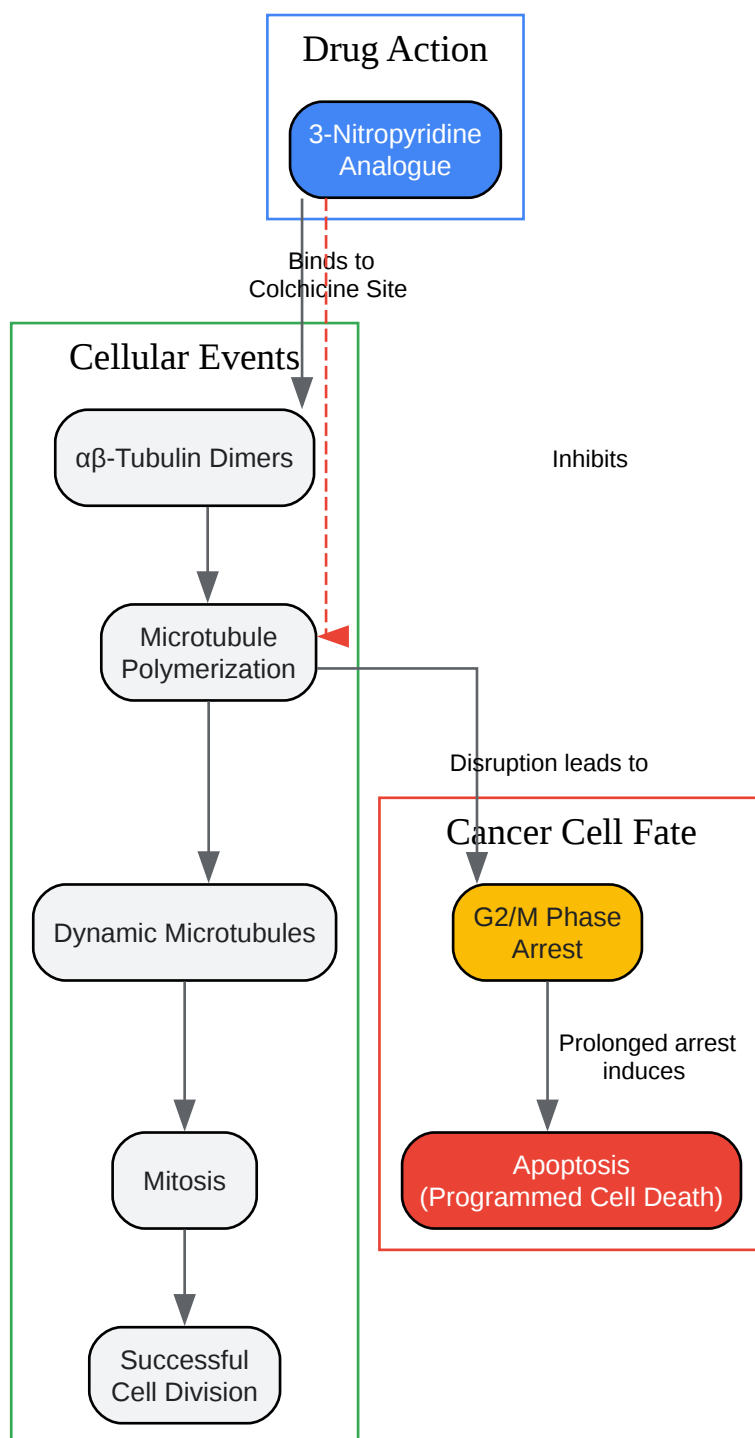 Drug Action
3-Nitropyridine
Analogue
Binds to
Colchicine Site
Cellular Events
αβ-Tubulin Dimers
Inhibits
Microtubule
Polymerization
Disruption leads to
Cancer Cell Fate
Dynamic Microtubules
G2/M Phase
Arrest
Prolonged arrest
induces
Mitosis
Apoptosis
(Programmed Cell Death)
Successful
Cell Division